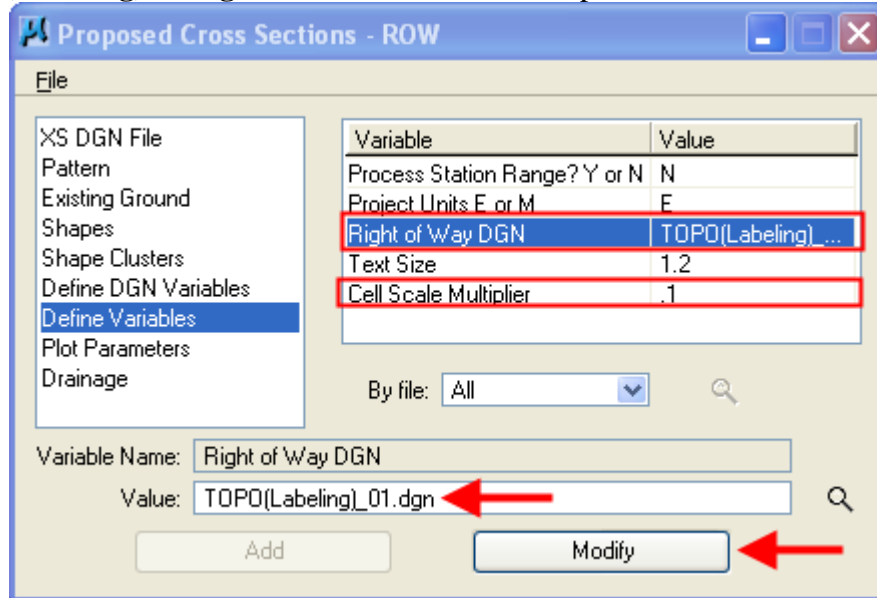 Proposed Cross Sections - ROW
File
XS DGN File
Pattern
Existing Ground
Shapes
Shape Clusters
Define DGN Variables
Define Variables
Plot Parameters
Drainage
Variable Value
Process Station Range? Y or N N
Project Units E or M E
Right of Way DGN TOPO(Labeling)_...
Text Size 1.2
Cell Scale Multiplier .1
By file: All
Variable Name: Right of Way DGN
Value: TOPO(Labeling)_01.dgn
Add Modify